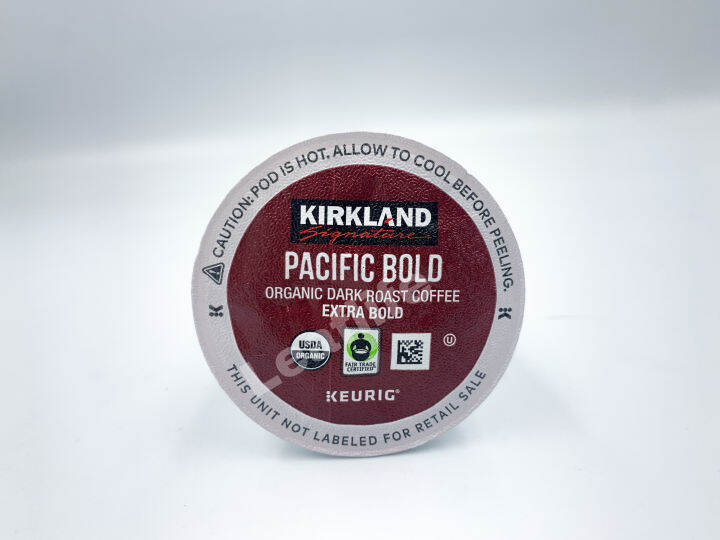 CAUTION: POD IS HOT. ALLOW TO COOL BEFORE PEELING.
KIRKLAND
Signature
PACIFIC BOLD
ORGANIC DARK ROAST COFFEE
EXTRA BOLD
USDA
ORGANIC
FAIR TRADE
CERTIFIED™
U
KEURIG®
THIS UNIT NOT LABELED FOR RETAIL SALE